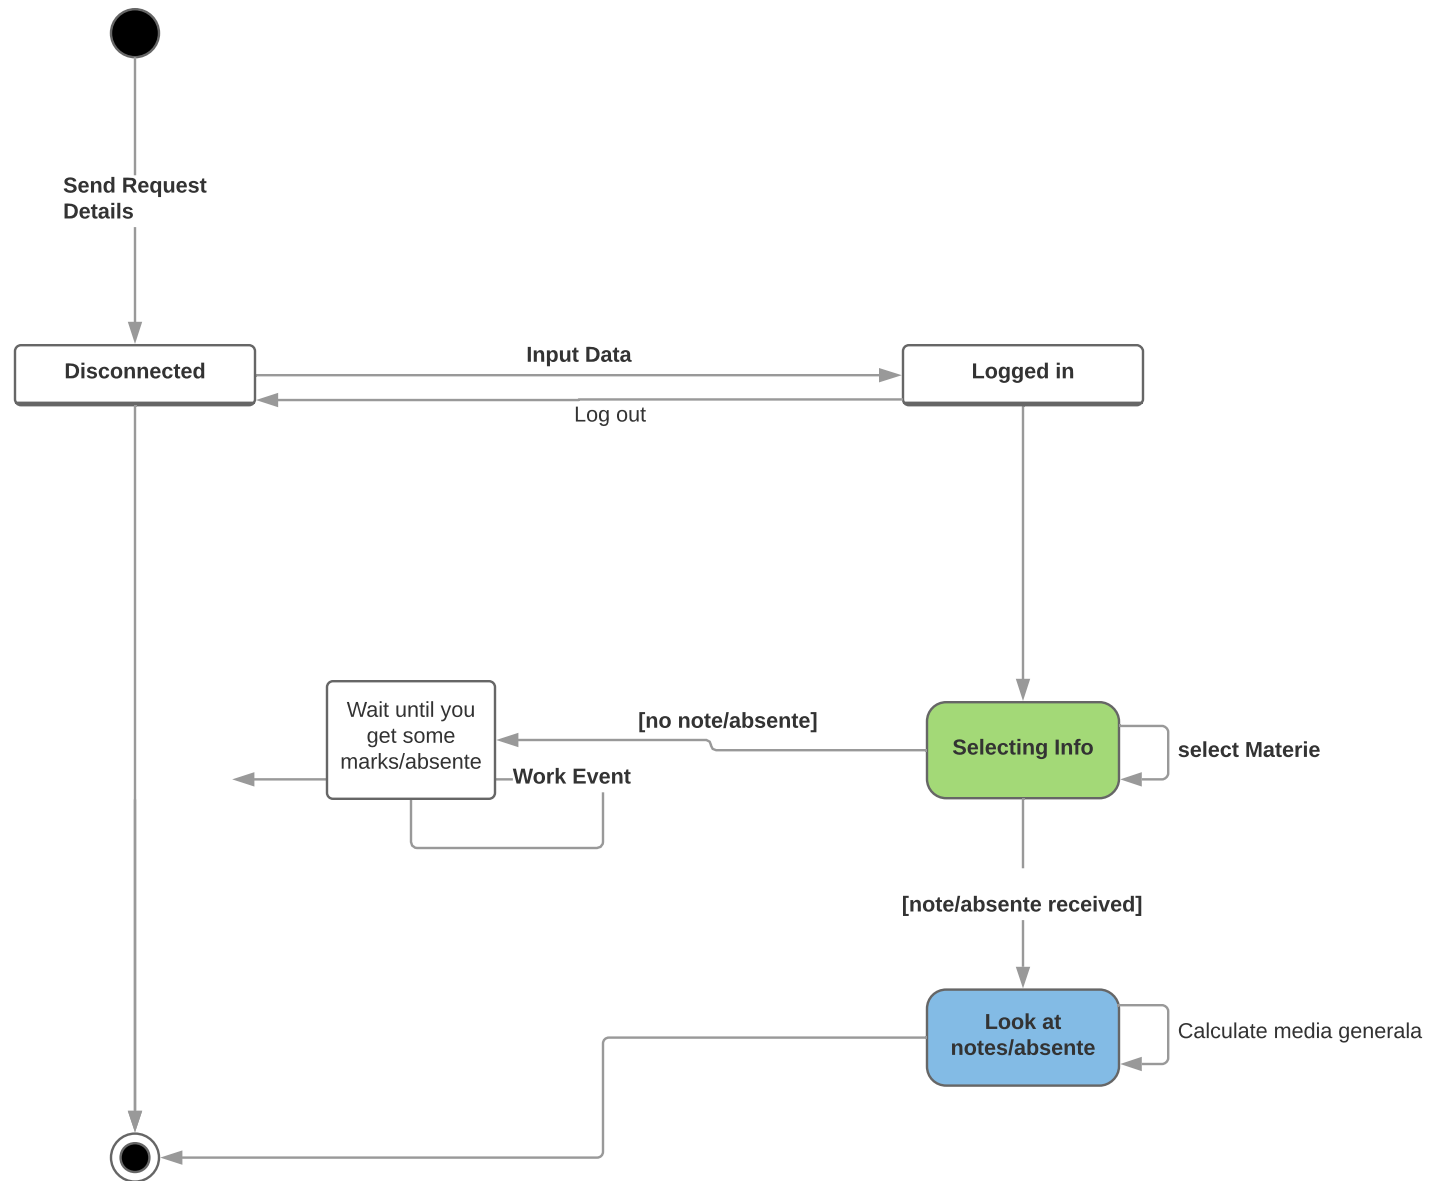 Send Request
Details
Disconnected
Input Data
Logged in
Log out
Wait until you
get some
marks/absente
[no note/absente]
Work Event
Selecting Info
select Materie
[note/absente received]
Look at
notes/absente
Calculate media generala